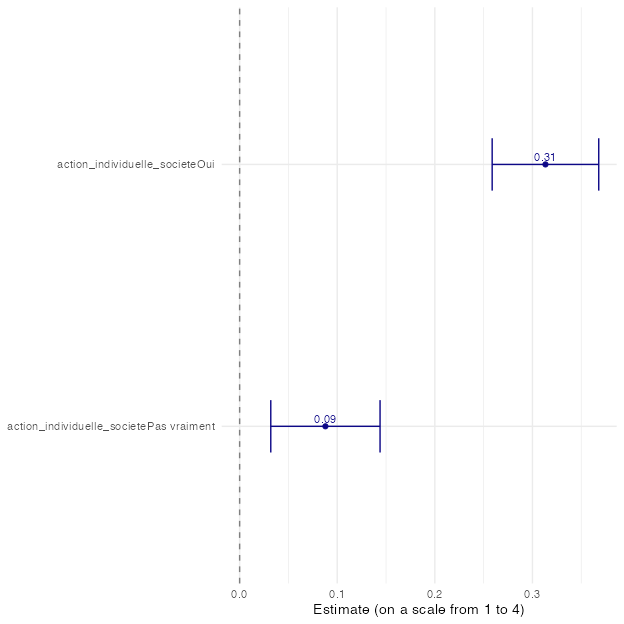 action_individuelle_societeOui
0.31
action_individuelle_societePas vraiment
0.09
0.0 0.1 0.2 0.3
Estimate (on a scale from 1 to 4)